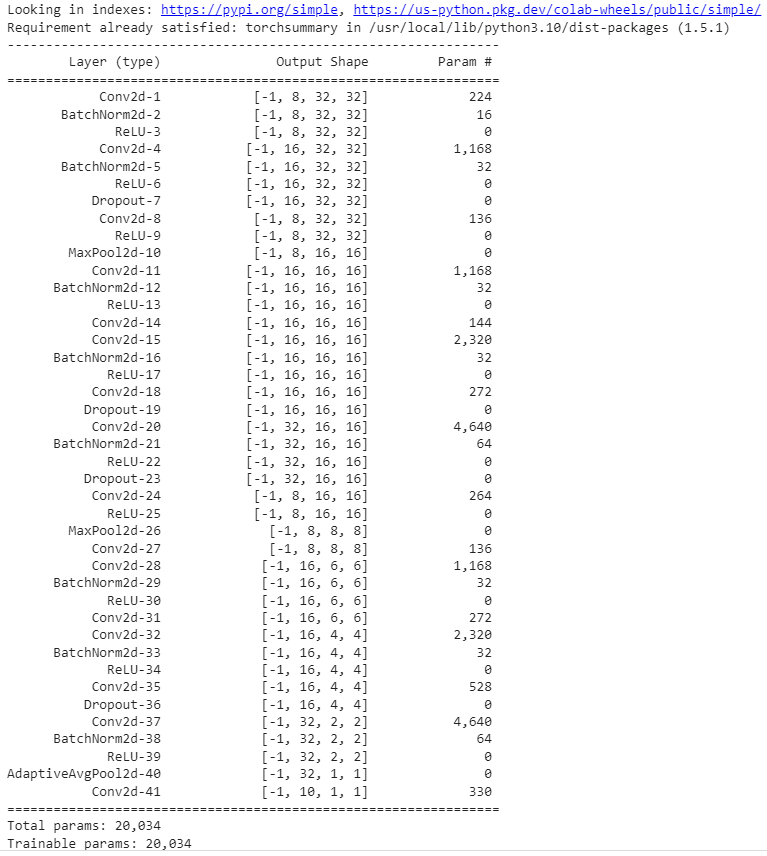 Looking in indexes: https://pypi.org/simple, https://us-python.pkg.dev/colab-wheels/public/simple/
Requirement already satisfied: torchsummary in /usr/local/lib/python3.10/dist-packages (1.5.1)
----------------------------------------------------------------
Layer (type) Output Shape Param #
================================================================
Conv2d-1 [-1, 8, 32, 32] 224
BatchNorm2d-2 [-1, 8, 32, 32] 16
ReLU-3 [-1, 8, 32, 32] 0
Conv2d-4 [-1, 16, 32, 32] 1,168
BatchNorm2d-5 [-1, 16, 32, 32] 32
ReLU-6 [-1, 16, 32, 32] 0
Dropout-7 [-1, 16, 32, 32] 0
Conv2d-8 [-1, 8, 32, 32] 136
ReLU-9 [-1, 8, 32, 32] 0
MaxPool2d-10 [-1, 8, 16, 16] 0
Conv2d-11 [-1, 16, 16, 16] 1,168
BatchNorm2d-12 [-1, 16, 16, 16] 32
ReLU-13 [-1, 16, 16, 16] 0
Conv2d-14 [-1, 16, 16, 16] 144
Conv2d-15 [-1, 16, 16, 16] 2,320
BatchNorm2d-16 [-1, 16, 16, 16] 32
ReLU-17 [-1, 16, 16, 16] 0
Conv2d-18 [-1, 16, 16, 16] 272
Dropout-19 [-1, 16, 16, 16] 0
Conv2d-20 [-1, 32, 16, 16] 4,640
BatchNorm2d-21 [-1, 32, 16, 16] 64
ReLU-22 [-1, 32, 16, 16] 0
Dropout-23 [-1, 32, 16, 16] 0
Conv2d-24 [-1, 8, 16, 16] 264
ReLU-25 [-1, 8, 16, 16] 0
MaxPool2d-26 [-1, 8, 8, 8] 0
Conv2d-27 [-1, 8, 8, 8] 136
Conv2d-28 [-1, 16, 6, 6] 1,168
BatchNorm2d-29 [-1, 16, 6, 6] 32
ReLU-30 [-1, 16, 6, 6] 0
Conv2d-31 [-1, 16, 6, 6] 272
Conv2d-32 [-1, 16, 4, 4] 2,320
BatchNorm2d-33 [-1, 16, 4, 4] 32
ReLU-34 [-1, 16, 4, 4] 0
Conv2d-35 [-1, 16, 4, 4] 528
Dropout-36 [-1, 16, 4, 4] 0
Conv2d-37 [-1, 32, 2, 2] 4,640
BatchNorm2d-38 [-1, 32, 2, 2] 64
ReLU-39 [-1, 32, 2, 2] 0
AdaptiveAvgPool2d-40 [-1, 32, 1, 1] 0
Conv2d-41 [-1, 10, 1, 1] 330
================================================================
Total params: 20,034
Trainable params: 20,034